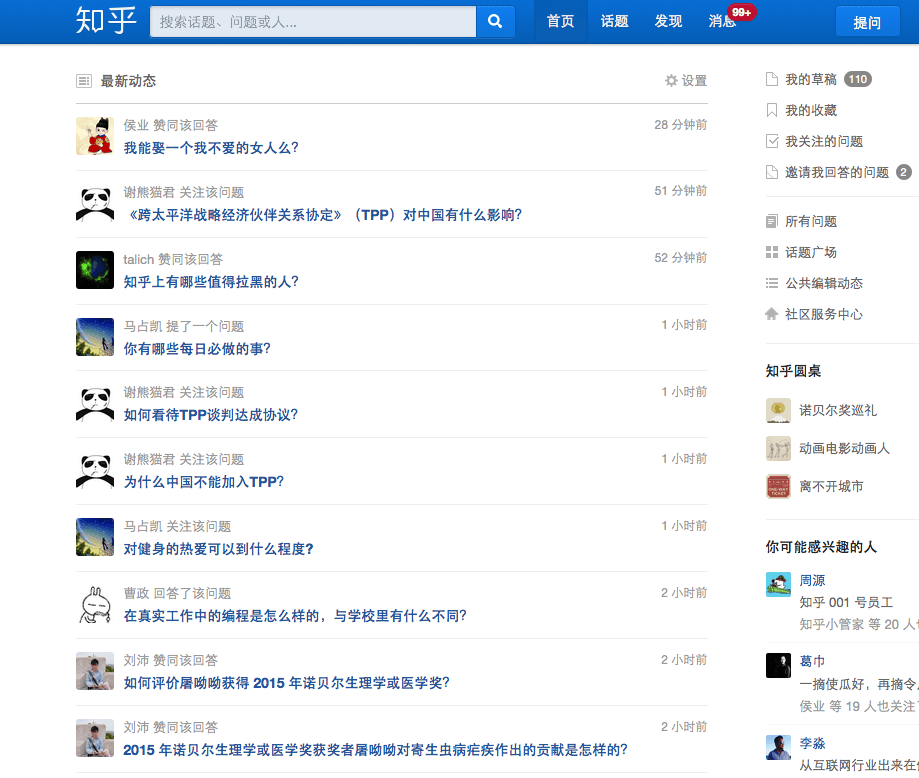 知乎 搜索话题、问题或人... 首页 话题 发现 消息 99+ 提问
最新动态 设置
侯业 赞同该回答 28 分钟前
我能娶一个我不爱的女人么？
谢熊猫君 关注该问题 51 分钟前
《跨太平洋战略经济伙伴关系协定》（TPP）对中国有什么影响？
talich 赞同该回答 52 分钟前
知乎上有哪些值得拉黑的人？
马占凯 提了一个问题 1 小时前
你有哪些每日必做的事？
谢熊猫君 关注该问题 1 小时前
如何看待TPP谈判达成协议？
谢熊猫君 关注该问题 1 小时前
为什么中国不能加入TPP？
马占凯 关注该问题 1 小时前
对健身的热爱可以到什么程度?
曹政 回答了该问题 2 小时前
在真实工作中的编程是怎么样的，与学校里有什么不同？
刘沛 赞同该回答 2 小时前
如何评价屠呦呦获得 2015 年诺贝尔生理学或医学奖？
刘沛 赞同该回答 2 小时前
2015 年诺贝尔生理学或医学奖获奖者屠呦呦对寄生虫病疟疾作出的贡献是怎样的？
我的草稿 110
我的收藏
我关注的问题
邀请我回答的问题 2
所有问题
话题广场
公共编辑动态
社区服务中心
知乎圆桌
诺贝尔奖巡礼
动画电影动画人
离不开城市
你可能感兴趣的人
周源
知乎 001 号员工
知乎小管家 等 20 人
葛巾
一摘使瓜好，再摘令
侯业 等 19 人也关注
李淼
从互联网行业出来在